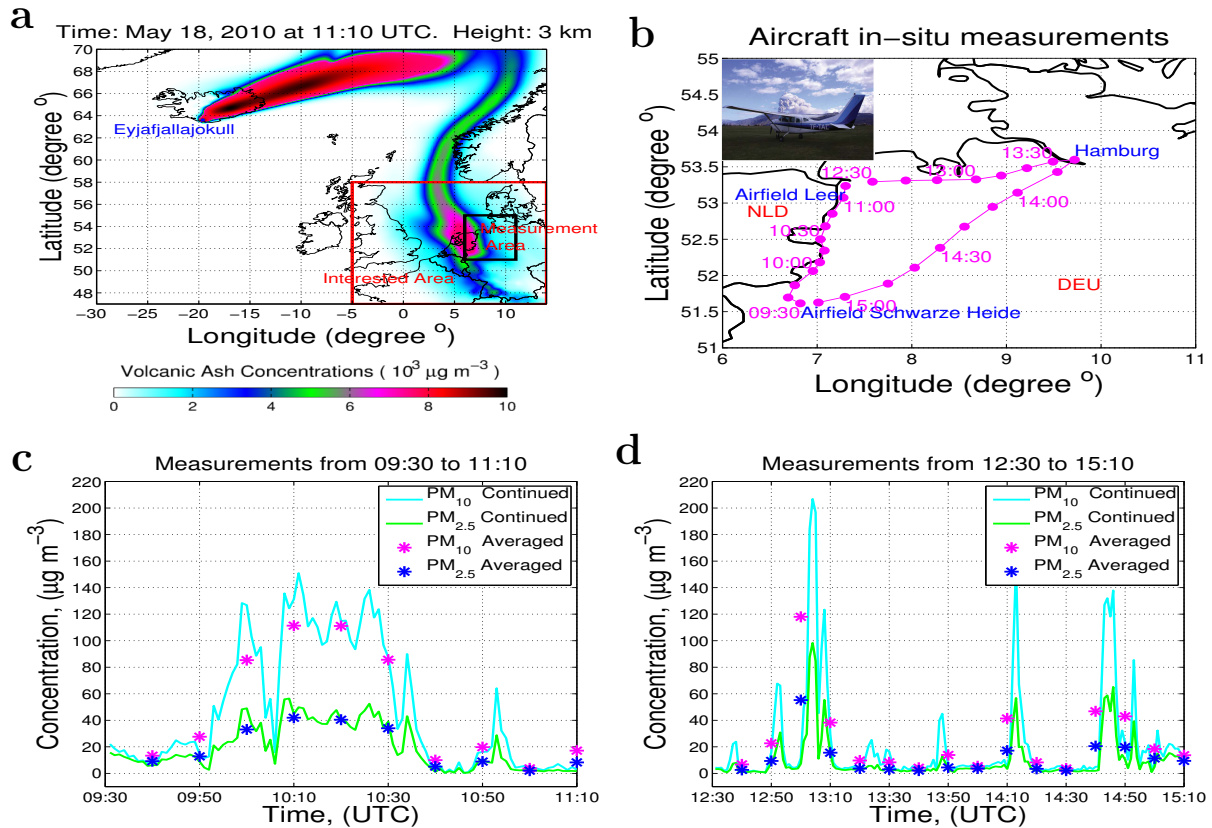 a
Time: May 18, 2010 at 11:10 UTC. Height: 3 km
Latitude (degree °)
70
68
66
64
62
60
58
56
54
52
50
48
Eyjafjallajokull
Measurement
Area
Interested Area
−30 −25 −20 −15 −10 −5 0 5 10
Longitude (degree °)
Volcanic Ash Concentrations ( 10³ μg m⁻³)
0 2 4 6 8 10
b
Aircraft in−situ measurements
Latitude (degree °)
55
54.5
54
53.5
53
52.5
52
51.5
51
13:30
Hamburg
12:30
13:00
Airfield Leer
14:00
NLD
11:00
10:30
14:30
10:00
DEU
15:00
09:30
Airfield Schwarze Heide
6 7 8 9 10 11
Longitude (degree °)
c
Measurements from 09:30 to 11:10
Concentration, (μg m⁻³)
220
200
180
160
140
120
100
80
60
40
20
0
PM₁₀ Continued
PM₂.₅ Continued
PM₁₀ Averaged
PM₂.₅ Averaged
09:30 09:50 10:10 10:30 10:50 11:10
Time, (UTC)
d
Measurements from 12:30 to 15:10
Concentration, (μg m⁻³)
220
200
180
160
140
120
100
80
60
40
20
0
PM₁₀ Continued
PM₂.₅ Continued
PM₁₀ Averaged
PM₂.₅ Averaged
12:30 12:50 13:10 13:30 13:50 14:10 14:30 14:50 15:10
Time, (UTC)